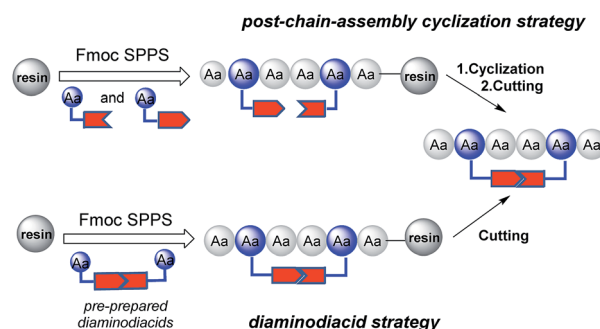 post-chain-assembly cyclization strategy
Fmoc SPPS
resin
Aa and Aa
Aa Aa Aa Aa Aa Aa resin
1.Cyclization
2.Cutting
Aa Aa Aa Aa Aa Aa
Fmoc SPPS
resin
Aa Aa
Aa Aa Aa Aa Aa Aa resin
Cutting
pre-prepared
diaminodiacids
diaminodiacid strategy